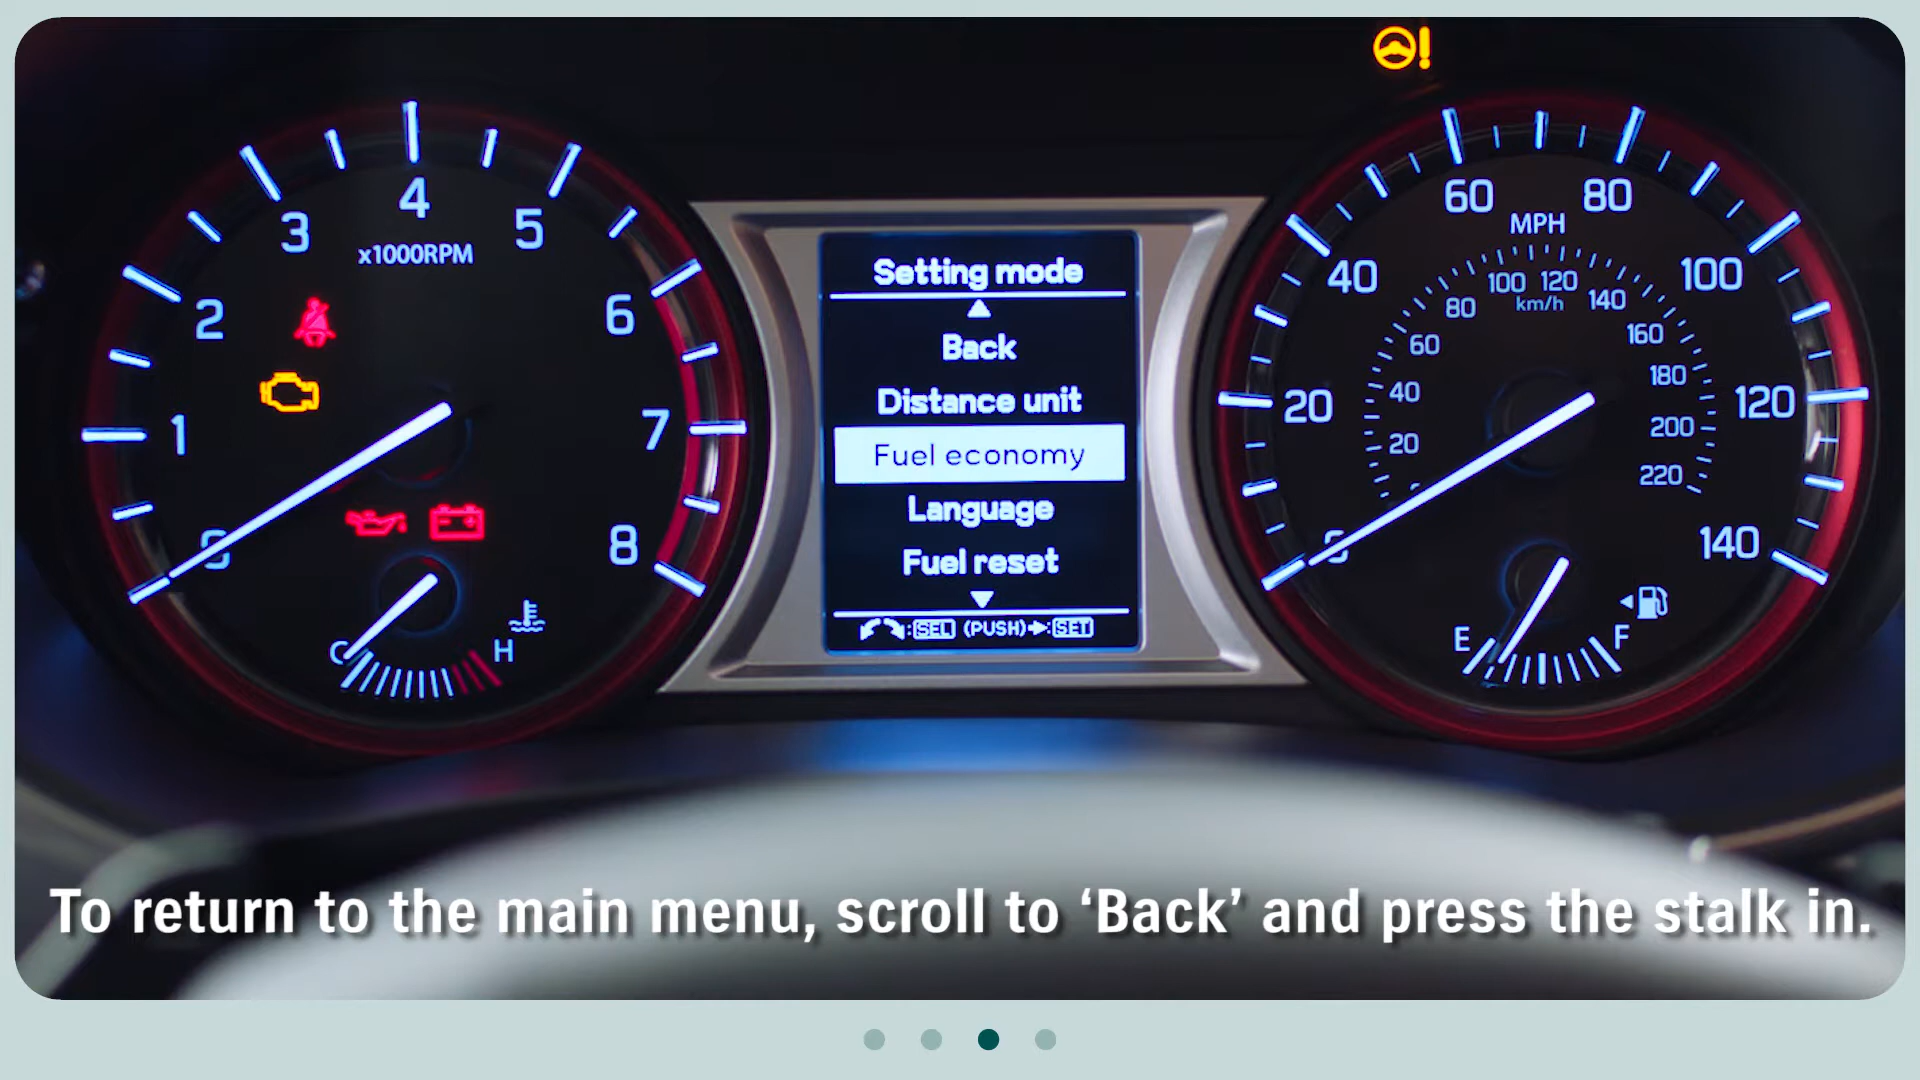 4
3
5
x1000RPM
2
6
1
7
0
8
C
H
Setting mode
Back
Distance unit
Fuel economy
Language
Fuel reset
:SEL (PUSH) :SET
60
80
MPH
40
100
100
120
80
km/h
140
60
160
180
40
20
120
200
20
220
140
E
F
To return to the main menu, scroll to ‘Back’ and press the stalk in.